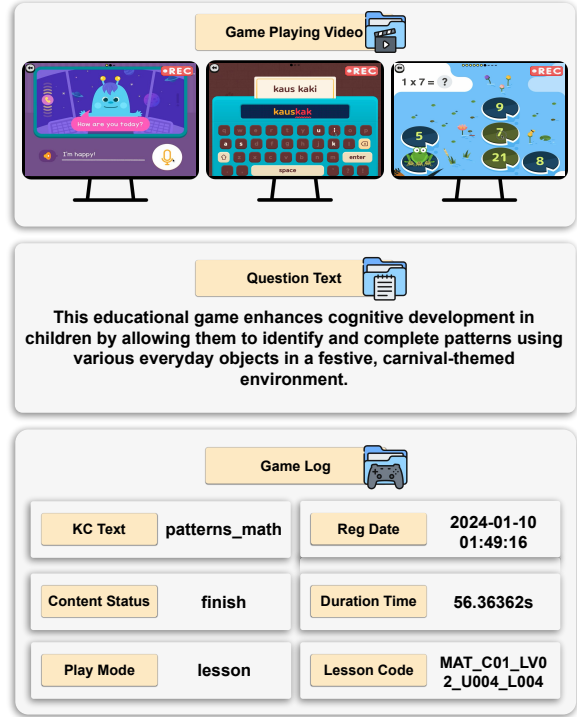 Game Playing Video
REC
How are you today?
I'm happy!
REC
kaus kaki
kauskak
u i
a s k
enter
space
REC
1 x 7 = ?
9
5
7
21
8
Question Text
This educational game enhances cognitive development in
children by allowing them to identify and complete patterns using
various everyday objects in a festive, carnival-themed
environment.
Game Log
KC Text
patterns_math
Reg Date
2024-01-10
01:49:16
Content Status
finish
Duration Time
56.36362s
Play Mode
lesson
Lesson Code
MAT_C01_LV0
2_U004_L004